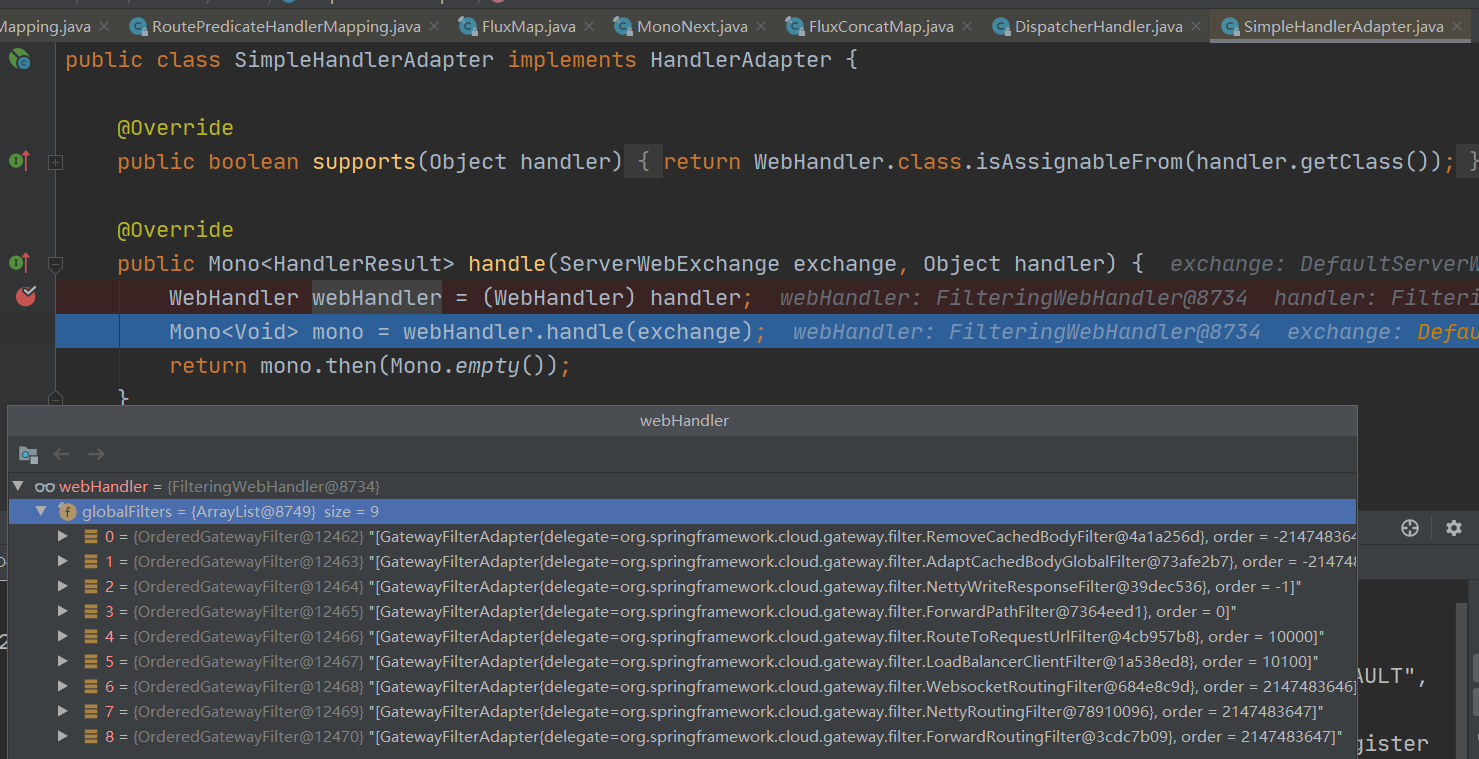 Mapping.java × RoutePredicateHandlerMapping.java × FluxMap.java × MonoNext.java × FluxConcatMap.java × DispatcherHandler.java × SimpleHandlerAdapter.java ×
public class SimpleHandlerAdapter implements HandlerAdapter {
@Override
public boolean supports(Object handler) { return WebHandler.class.isAssignableFrom(handler.getClass()); }
@Override
public Mono<HandlerResult> handle(ServerWebExchange exchange, Object handler) { exchange: DefaultServerW
WebHandler webHandler = (WebHandler) handler; webHandler: FilteringWebHandler@8734 handler: Filteri
Mono<Void> mono = webHandler.handle(exchange); webHandler: FilteringWebHandler@8734 exchange: Defau
return mono.then(Mono.empty());
}
webHandler
webHandler = {FilteringWebHandler@8734}
f globalFilters = {ArrayList@8749} size = 9
0 = {OrderedGatewayFilter@12462} "[GatewayFilterAdapter{delegate=org.springframework.cloud.gateway.filter.RemoveCachedBodyFilter@4a1a256d}, order = -214748364
1 = {OrderedGatewayFilter@12463} "[GatewayFilterAdapter{delegate=org.springframework.cloud.gateway.filter.AdaptCachedBodyGlobalFilter@73afe2b7}, order = -214748
2 = {OrderedGatewayFilter@12464} "[GatewayFilterAdapter{delegate=org.springframework.cloud.gateway.filter.NettyWriteResponseFilter@39dec536}, order = -1]"
3 = {OrderedGatewayFilter@12465} "[GatewayFilterAdapter{delegate=org.springframework.cloud.gateway.filter.ForwardPathFilter@7364eed1}, order = 0]"
4 = {OrderedGatewayFilter@12466} "[GatewayFilterAdapter{delegate=org.springframework.cloud.gateway.filter.RouteToRequestUrlFilter@4cb957b8}, order = 10000]"
5 = {OrderedGatewayFilter@12467} "[GatewayFilterAdapter{delegate=org.springframework.cloud.gateway.filter.LoadBalancerClientFilter@1a538ed8}, order = 10100]"
6 = {OrderedGatewayFilter@12468} "[GatewayFilterAdapter{delegate=org.springframework.cloud.gateway.filter.WebsocketRoutingFilter@684e8c9d}, order = 2147483646]
AULT",
7 = {OrderedGatewayFilter@12469} "[GatewayFilterAdapter{delegate=org.springframework.cloud.gateway.filter.NettyRoutingFilter@78910096}, order = 2147483647]"
8 = {OrderedGatewayFilter@12470} "[GatewayFilterAdapter{delegate=org.springframework.cloud.gateway.filter.ForwardRoutingFilter@3cdc7b09}, order = 2147483647]"
gister